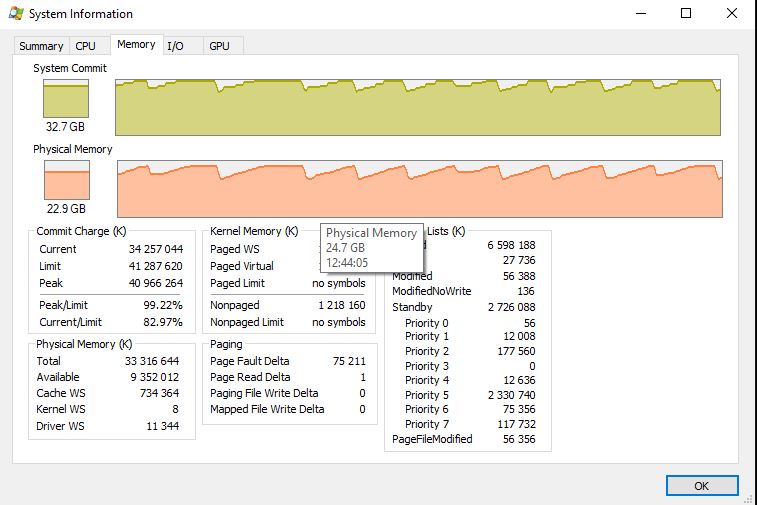 System Information
Summary CPU Memory I/O GPU
System Commit
32.7 GB
Physical Memory
22.9 GB
Physical Memory
24.7 GB
12:44:05
Commit Charge (K)
Current 34 257 044
Limit 41 287 620
Peak 40 966 264
Peak/Limit 99.22%
Current/Limit 82.97%
Physical Memory (K)
Total 33 316 644
Available 9 352 012
Cache WS 734 364
Kernel WS 8
Driver WS 11 344
Kernel Memory (K)
Paged WS
Paged Virtual
Paged Limit no symbols
Nonpaged 1 218 160
Nonpaged Limit no symbols
Paging
Page Fault Delta 75 211
Page Read Delta 1
Paging File Write Delta 0
Mapped File Write Delta 0
Lists (K)
6 598 188
27 736
Modified 56 388
ModifiedNoWrite 136
Standby 2 726 088
Priority 0 56
Priority 1 12 008
Priority 2 177 560
Priority 3 0
Priority 4 12 636
Priority 5 2 330 740
Priority 6 75 356
Priority 7 117 732
PageFileModified 56 356
OK